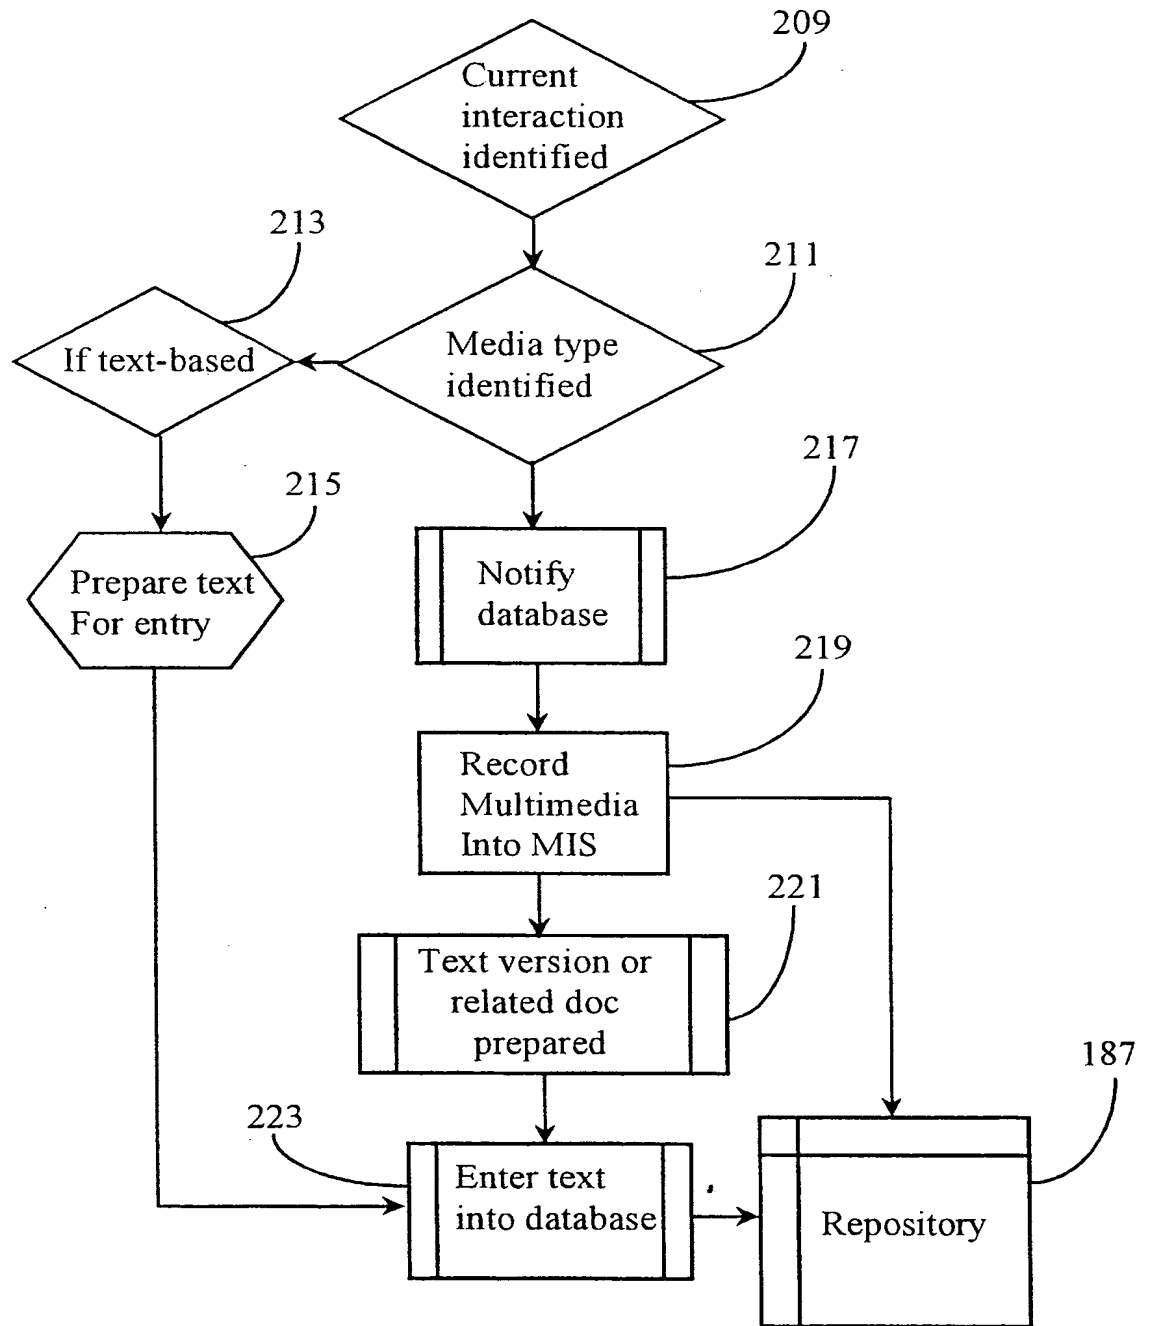 209
Current
interaction
identified
213
211
If text-based
Media type
identified
217
215
Prepare text
For entry
Notify
database
219
Record
Multimedia
Into MIS
221
Text version or
related doc
prepared
187
223
Enter text
into database
Repository